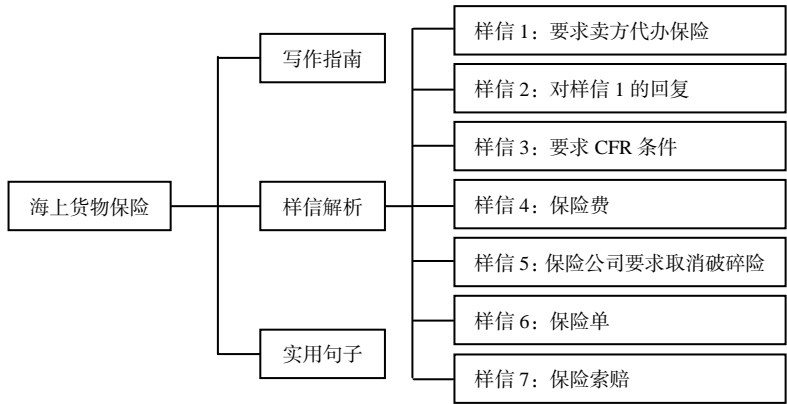 海上货物保险
写作指南
样信解析
实用句子
样信 1：要求卖方代办保险
样信 2：对样信 1 的回复
样信 3：要求 CFR 条件
样信 4：保险费
样信 5：保险公司要求取消破碎险
样信 6：保险单
样信 7：保险索赔